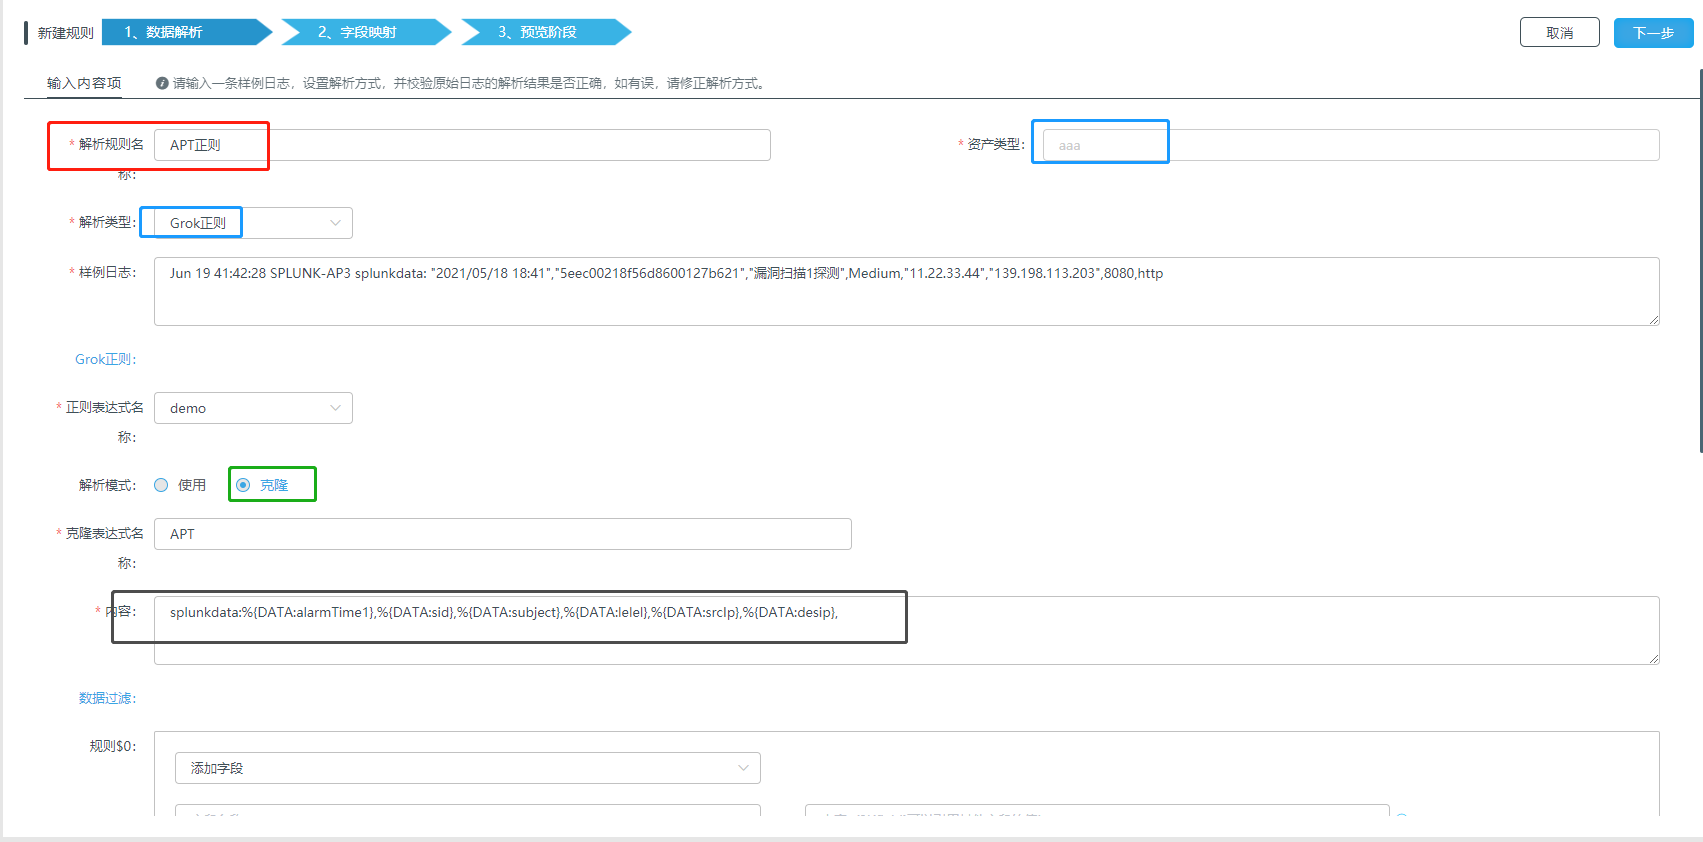 新建规则
1、数据解析
2、字段映射
3、预览阶段
取消
下一步
输入内容项
请输入一条样例日志，设置解析方式，并校验原始日志的解析结果是否正确，如有误，请修正解析方式。
* 解析规则名称:
APT正则
* 资产类型:
aaa
* 解析类型:
Grok正则
* 样例日志:
Jun 19 41:42:28 SPLUNK-AP3 splunkdata: "2021/05/18 18:41","5eec00218f56d8600127b621","漏洞扫描1探测",Medium,"11.22.33.44","139.198.113.203",8080,http
Grok正则:
* 正则表达式名称:
demo
解析模式:
使用
克隆
* 克隆表达式名称:
APT
* 内容:
splunkdata:%{DATA:alarmTime1},%{DATA:sid},%{DATA:subject},%{DATA:lelel},%{DATA:srcIp},%{DATA:desip},
数据过滤:
规则$0:
添加字段